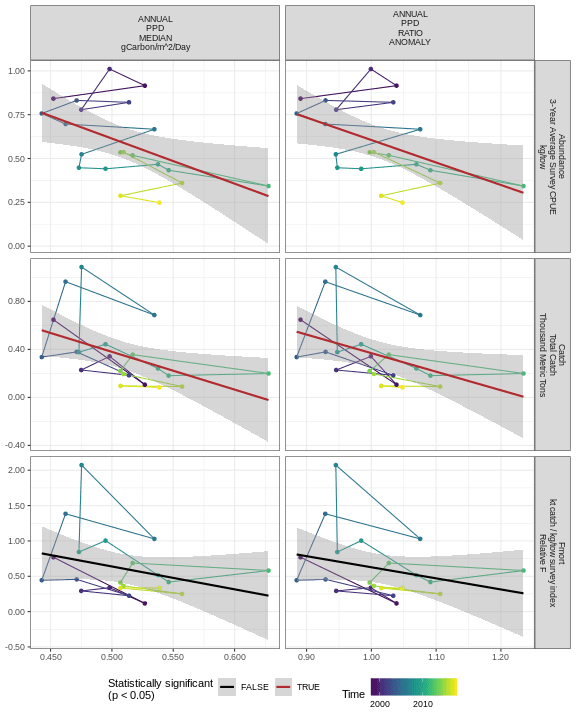 ANNUAL
PPD
MEDIAN
gCarbon/m^2/Day
ANNUAL
PPD
RATIO
ANOMALY
1.00
0.75
0.50
0.25
0.00
Abundance
3-Year Average Survey CPUE
kg/tow
0.80
0.40
0.00
-0.40
Catch
Total Catch
Thousand Metric Tons
2.00
1.50
1.00
0.50
0.00
-0.50
Fmort
kt catch / kg/tow survey index
Relative F
0.450
0.500
0.550
0.600
0.90
1.00
1.10
1.20
Statistically significant
(p < 0.05)
FALSE
TRUE
Time
2000
2010